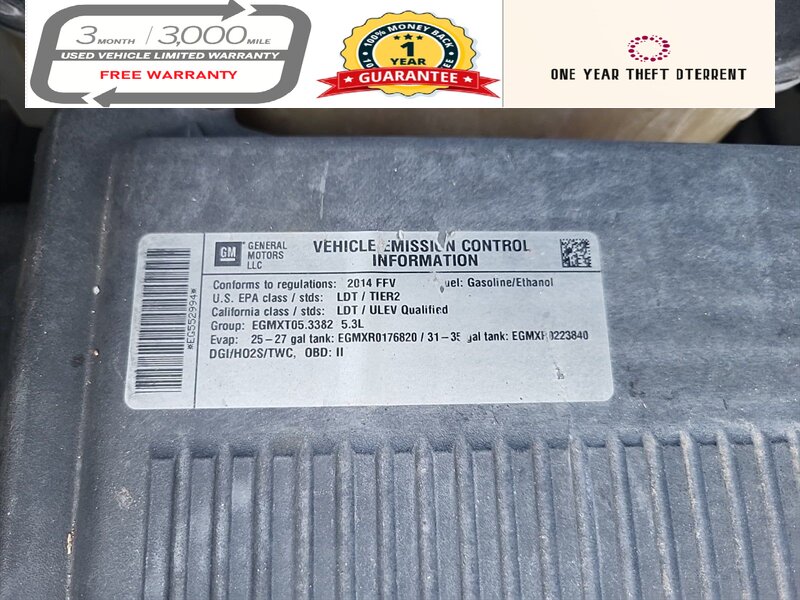 3 MONTH / 3,000 MILE
USED VEHICLE LIMITED WARRANTY
FREE WARRANTY
100% MONEY BACK
1
YEAR
GUARANTEE
ONE YEAR THEFT DTERRENT
GM
GENERAL
MOTORS
LLC
VEHICLE EMISSION CONTROL
INFORMATION
Conforms to regulations: 2014 FFV Fuel: Gasoline/Ethanol
U.S. EPA class / stds: LDT / TIER2
California class / stds: LDT / ULEV Qualified
Group: EGMXT05.3382 5.3L
Evap: 25-27 gal tank: EGMXR0176820 / 31-35 gal tank: EGMXR0223840
DGI/HO2S/TWC, OBD: II
*EG552994*